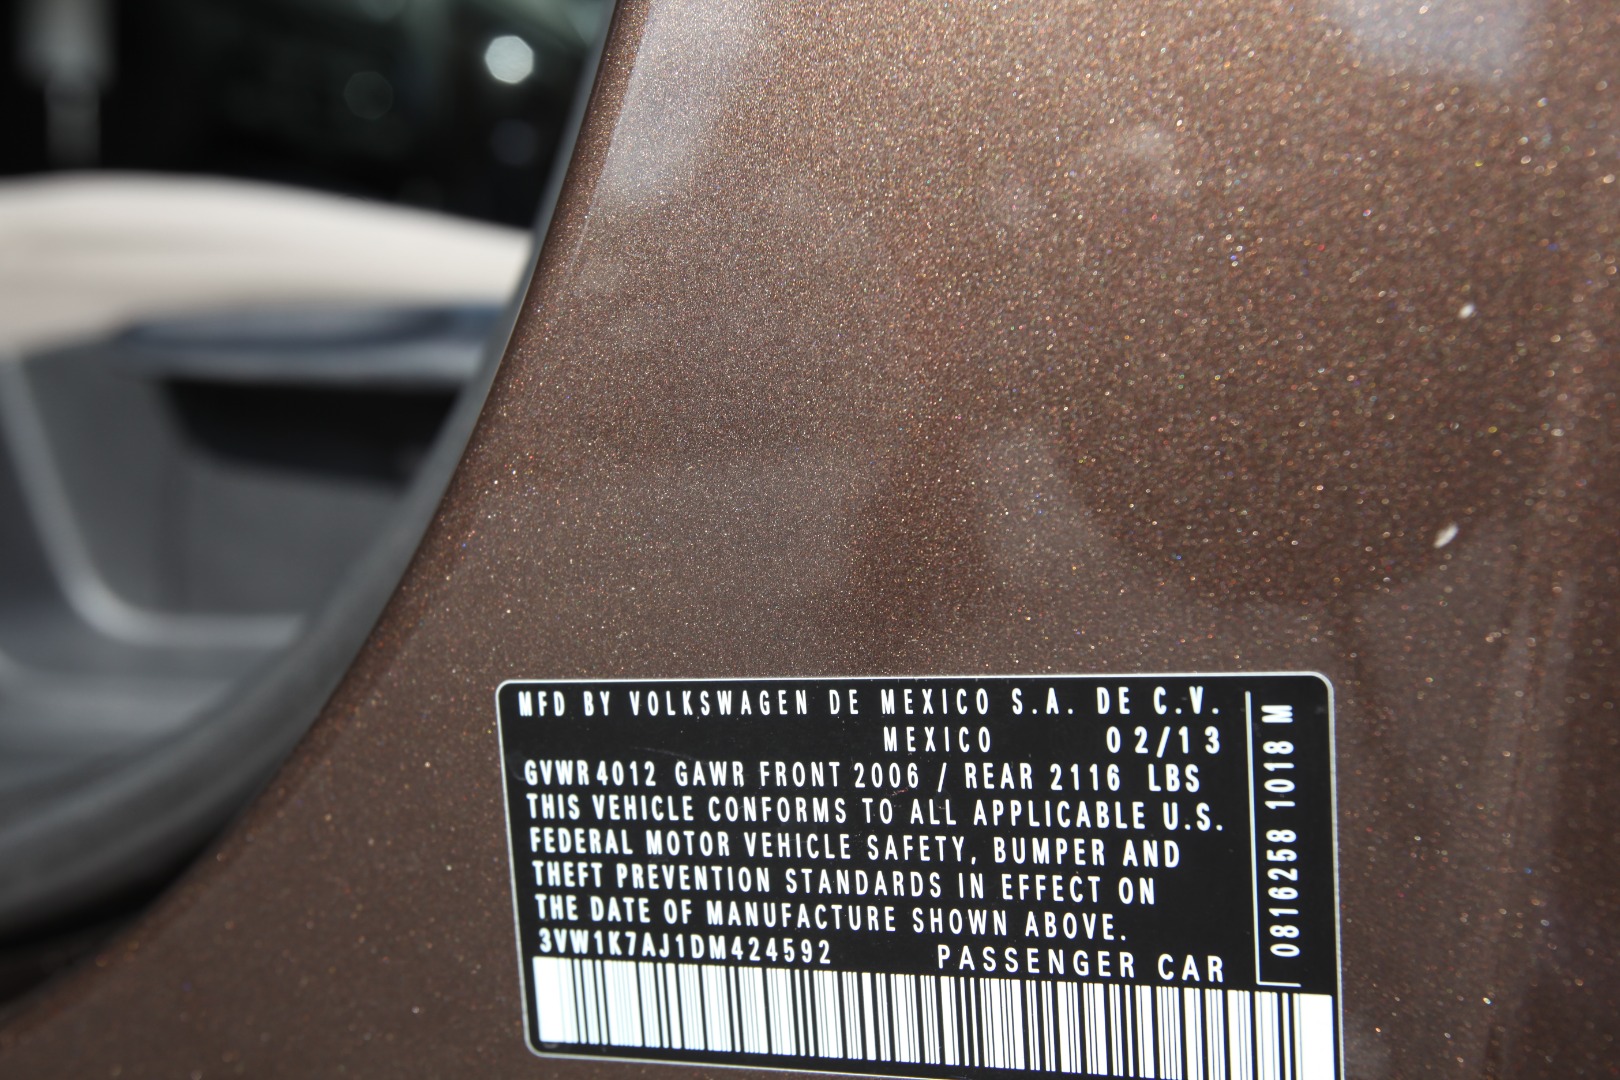 MFD BY VOLKSWAGEN DE MEXICO S.A. DE C.V.
MEXICO 02/13
GVWR 4012 GAWR FRONT 2006 / REAR 2116 LBS
THIS VEHICLE CONFORMS TO ALL APPLICABLE U.S.
FEDERAL MOTOR VEHICLE SAFETY, BUMPER AND
THEFT PREVENTION STANDARDS IN EFFECT ON
THE DATE OF MANUFACTURE SHOWN ABOVE.
3VW1K7AJ1DM424592 PASSENGER CAR
0816258 1018 M